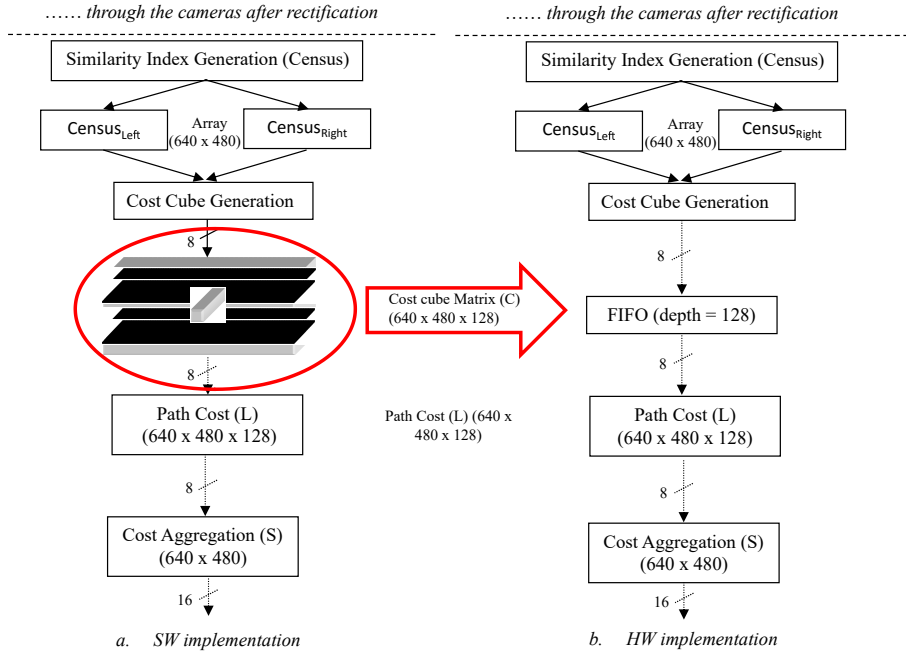 …… through the cameras after rectification
Similarity Index Generation (Census)
CensusLeft
Array
(640 x 480)
CensusRight
Cost Cube Generation
8
8
Path Cost (L)
(640 x 480 x 128)
8
Cost Aggregation (S)
(640 x 480)
16
a. SW implementation
Cost cube Matrix (C)
(640 x 480 x 128)
Path Cost (L) (640 x
480 x 128)
…… through the cameras after rectification
Similarity Index Generation (Census)
CensusLeft
Array
(640 x 480)
CensusRight
Cost Cube Generation
8
FIFO (depth = 128)
8
Path Cost (L)
(640 x 480 x 128)
8
Cost Aggregation (S)
(640 x 480)
16
b. HW implementation